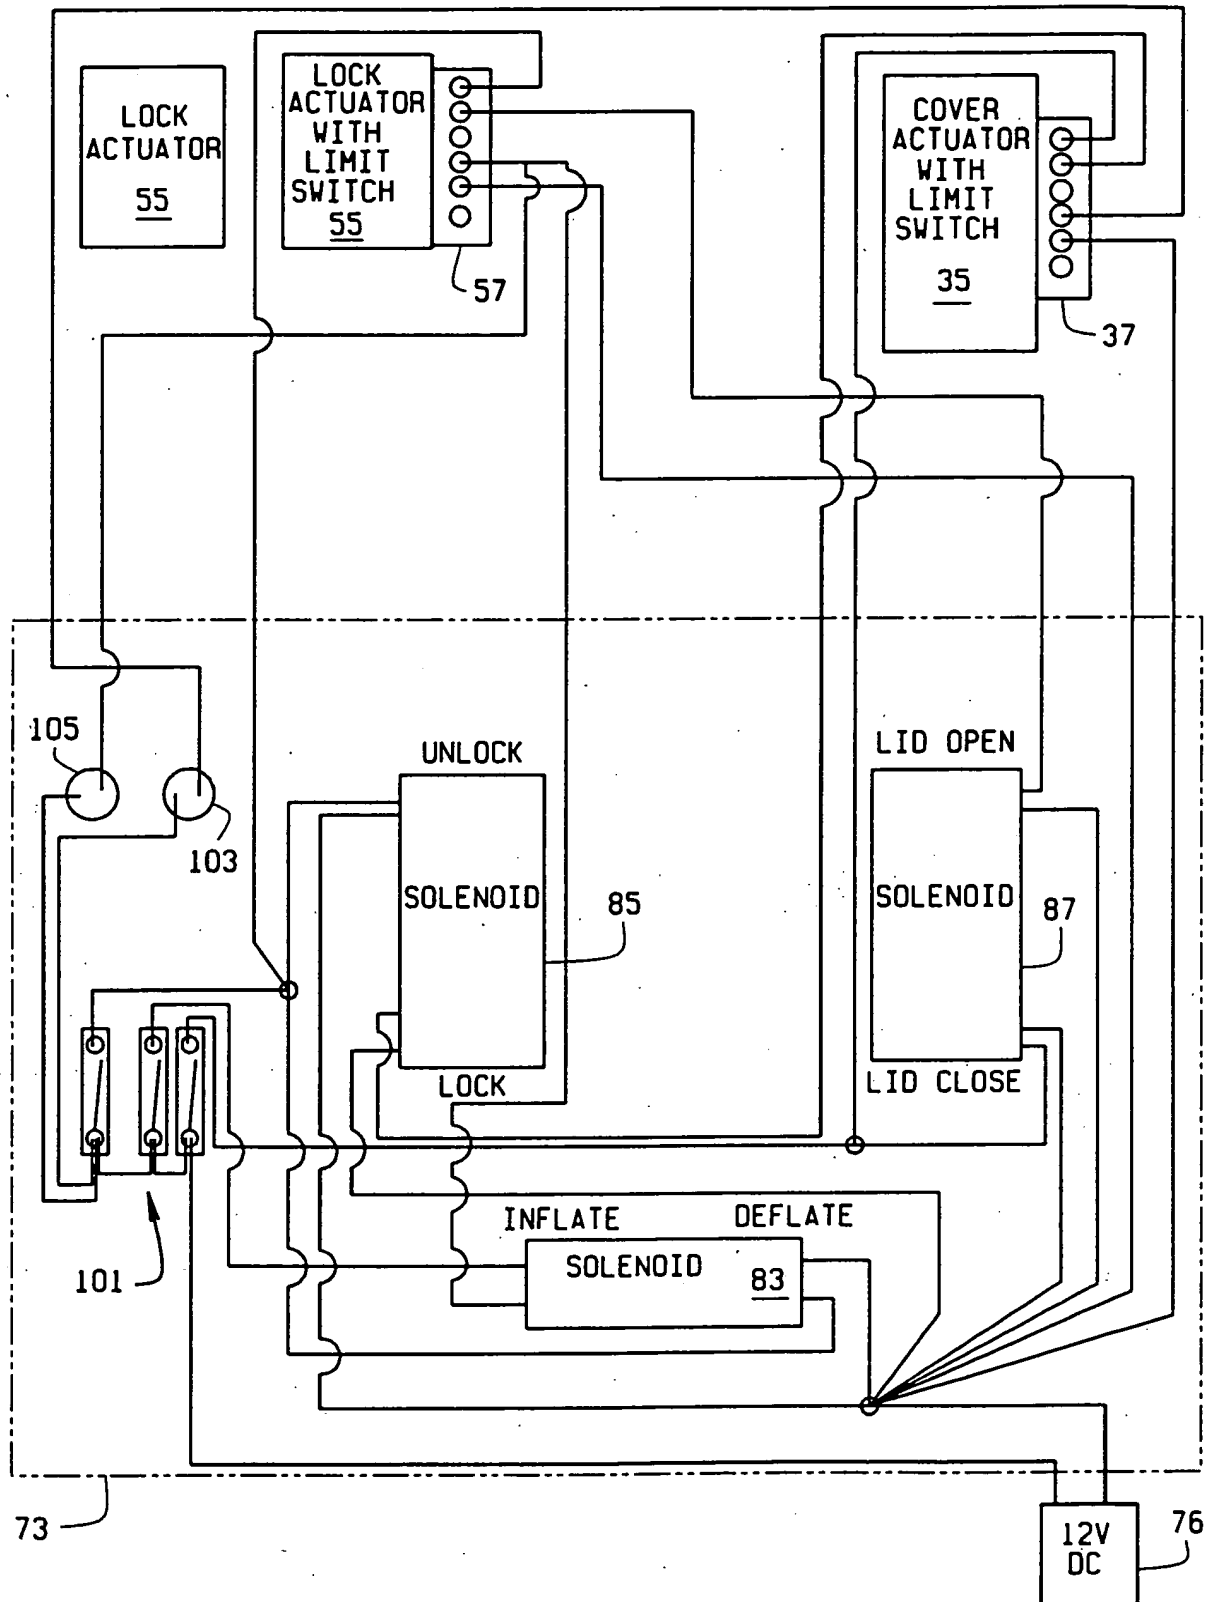 LOCK
ACTUATOR
55
LOCK
ACTUATOR
WITH
LIMIT
SWITCH
55
57
COVER
ACTUATOR
WITH
LIMIT
SWITCH
35
37
105
103
UNLOCK
SOLENOID
85
LOCK
LID OPEN
SOLENOID
87
LID CLOSE
101
INFLATE
DEFLATE
SOLENOID
83
73
12V
DC
76